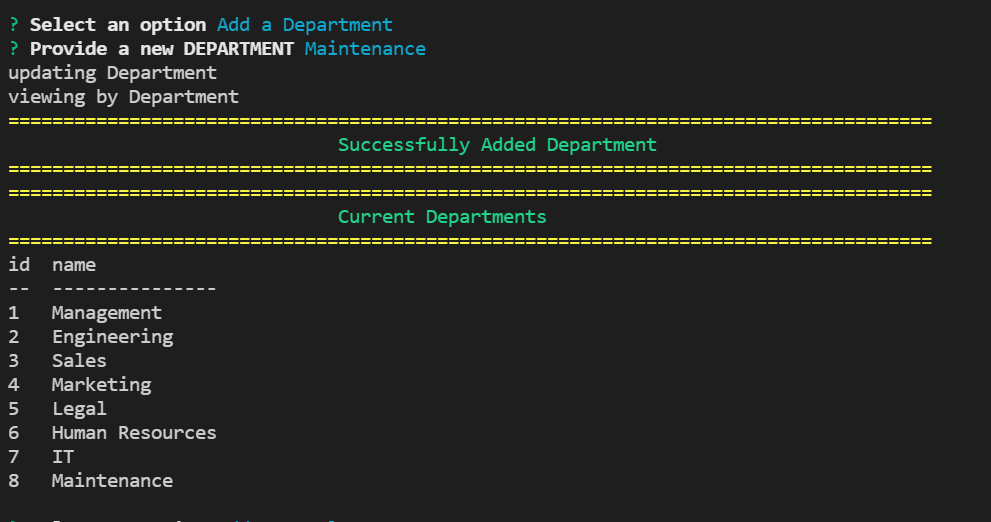 ? Select an option Add a Department
? Provide a new DEPARTMENT Maintenance
updating Department
viewing by Department
====================================================================================
Successfully Added Department
====================================================================================
====================================================================================
Current Departments
====================================================================================
id  name
--  ---------------
1   Management
2   Engineering
3   Sales
4   Marketing
5   Legal
6   Human Resources
7   IT
8   Maintenance